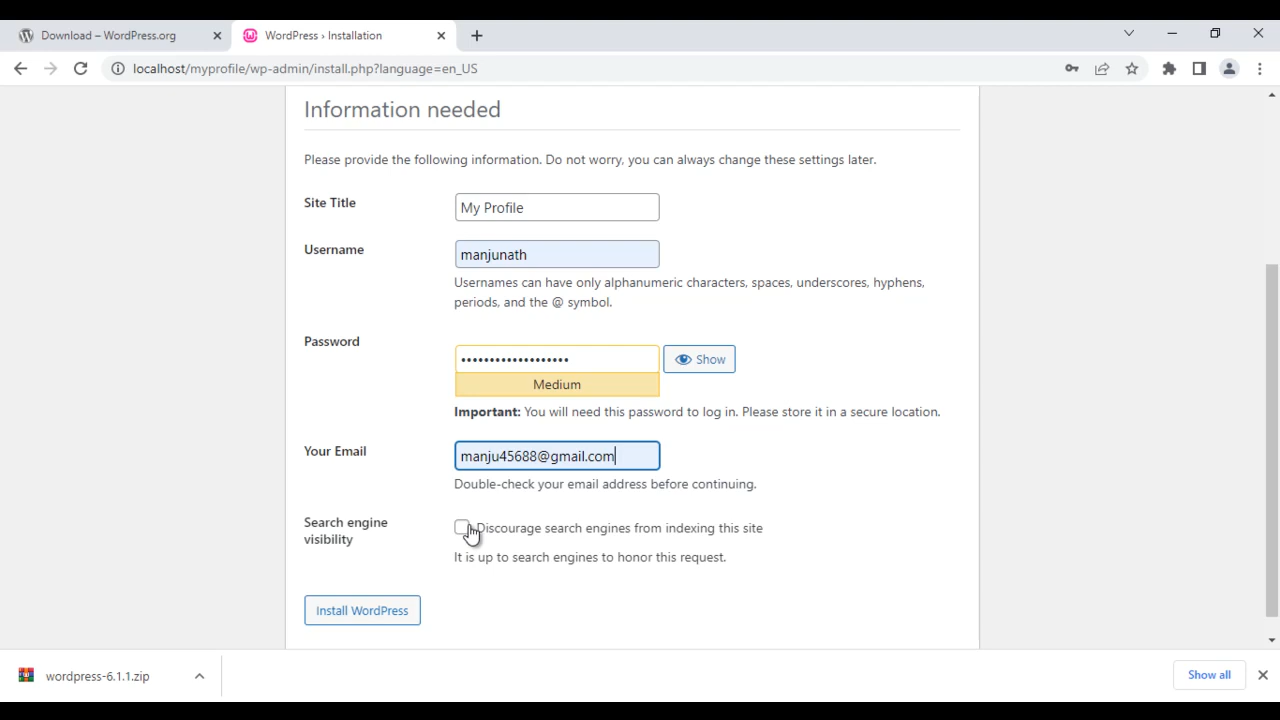 Download – WordPress.org
WordPress › Installation
localhost/myprofile/wp-admin/install.php?language=en_US
Information needed
Please provide the following information. Do not worry, you can always change these settings later.
Site Title
My Profile
Username
manjunath
Usernames can have only alphanumeric characters, spaces, underscores, hyphens,
periods, and the @ symbol.
Password
••••••••••••••••••• Show
Medium
Important: You will need this password to log in. Please store it in a secure location.
Your Email
manju45688@gmail.com
Double-check your email address before continuing.
Search engine
visibility
Discourage search engines from indexing this site
It is up to search engines to honor this request.
Install WordPress
wordpress-6.1.1.zip
Show all